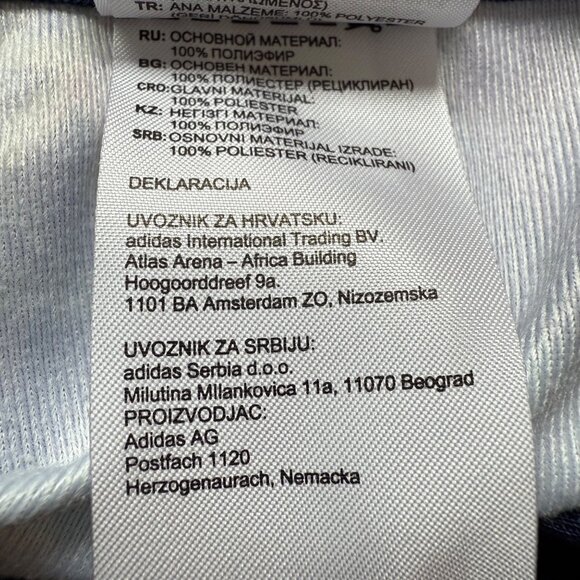 TR: ANA MALZEME: 100% POLYESTER
RU: ОСНОВНОЙ МАТЕРИАЛ:
100% ПОЛИЭФИР
BG: ОСНОВЕН МАТЕРИАЛ:
100% ПОЛИЕСТЕР (РЕЦИКЛИРАН)
CRO: GLAVNI MATERIJAL:
100% POLIESTER
KZ: НЕГІЗГІ МАТЕРИАЛ:
100% ПОЛИЭФИР
SRB: OSNOVNI MATERIJAL IZRADE:
100% POLIESTER (RECIKLIRANI)
DEKLARACIJA
UVOZNIK ZA HRVATSKU:
adidas International Trading BV.
Atlas Arena – Africa Building
Hoogoorddreef 9a.
1101 BA Amsterdam ZO, Nizozemska
UVOZNIK ZA SRBIJU:
adidas Serbia d.o.o.
Milutina MIlankovica 11a, 11070 Beograd
PROIZVODJAC:
Adidas AG
Postfach 1120
Herzogenaurach, Nemacka